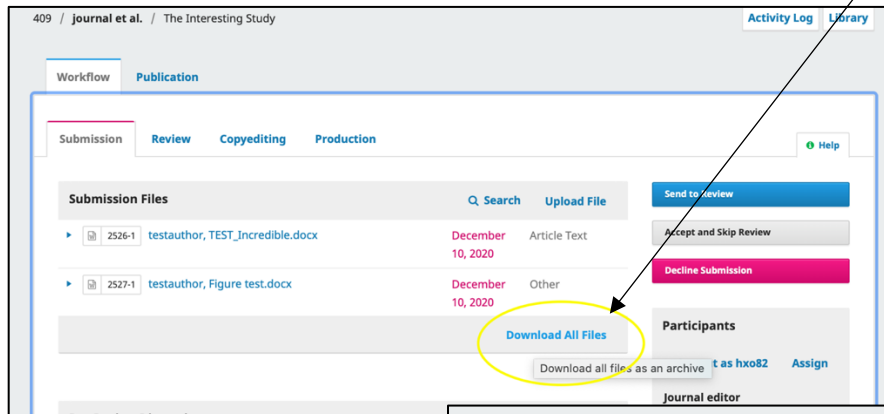 409 / journal et al. / The Interesting Study
Activity Log Library
Workflow Publication
Submission Review Copyediting Production
Help
Submission Files
Search Upload File
2526-1 testauthor, TEST_Incredible.docx
December 10, 2020
Article Text
2527-1 testauthor, Figure test.docx
December 10, 2020
Other
Download All Files
Download all files as an archive
Send to Review
Accept and Skip Review
Decline Submission
Participants
t as hxo82 Assign
Journal editor